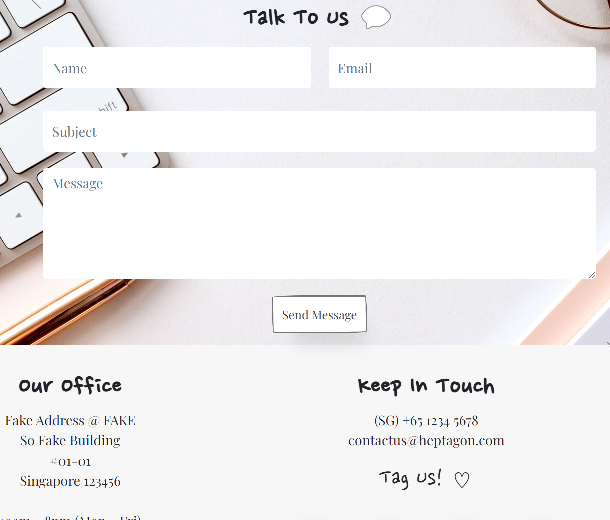 Talk To Us
Name
Email
shift
Subject
Message
Send Message
Our Office
Fake Address @ FAKE
So Fake Building
#01-01
Singapore 123456
Keep In Touch
(SG) +65 1234 5678
contactus@heptagon.com
Tag Us! ♡